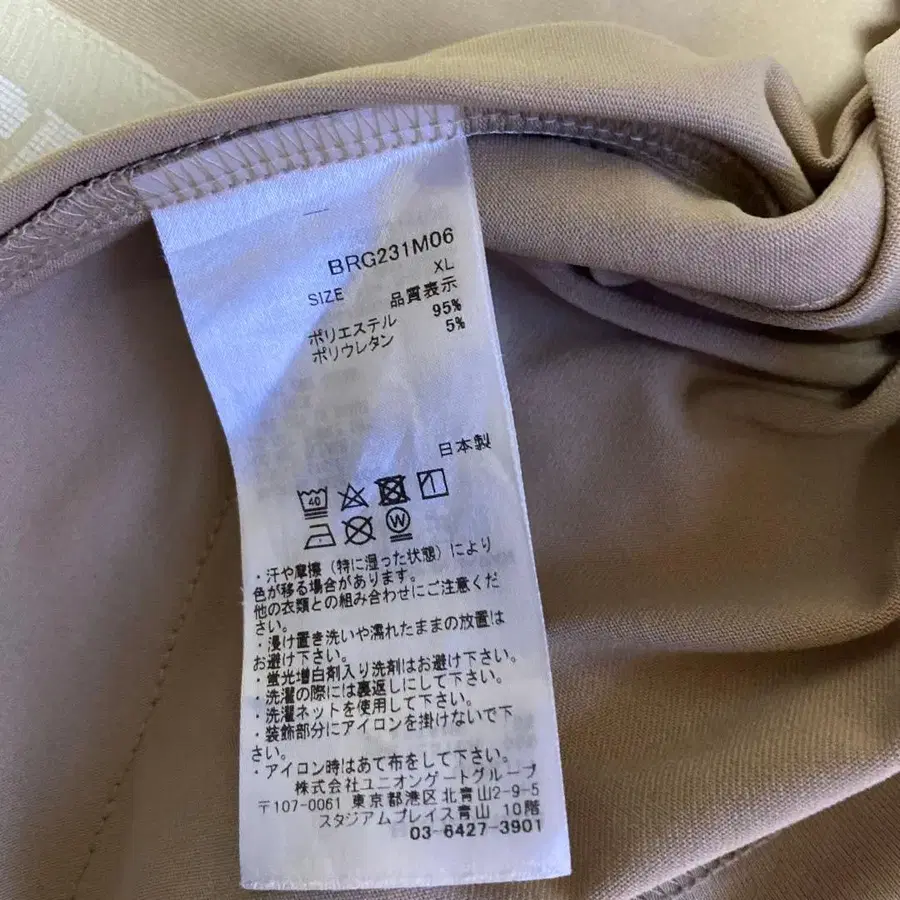 BRG231M06
SIZE XL
品質表示
ポリエステル 95%
ポリウレタン 5%
日本製
40
W
・汗や摩擦（特に湿った状態）により
色が移る場合があります。
他の衣類との組み合わせにご注意くだ
さい。
・浸け置き洗いや濡れたままの放置は
お避け下さい。
・蛍光増白剤入り洗剤はお避け下さい。
・洗濯の際には裏返しにして下さい。
・洗濯ネットを使用して下さい。
・装飾部分にアイロンを掛けないで下
さい。
・アイロン時はあて布をして下さい。
株式会社ユニオンゲートグループ
〒107-0061 東京都港区北青山2-9-5
スタジアムプレイス青山 10階
03-6427-3901